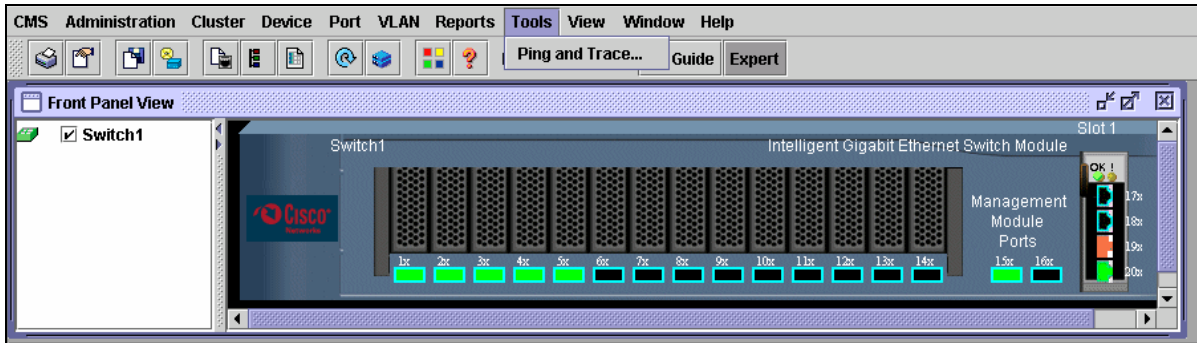 CMS Administration Cluster Device Port VLAN Reports Tools View Window Help
Ping and Trace...
Guide Expert
Front Panel View
Switch1
Slot 1
Switch1 Intelligent Gigabit Ethernet Switch Module
OK !
Cisco
Networks
Management
Module
Ports
17x
18x
19x
20x
1x 2x 3x 4x 5x 6x 7x 8x 9x 10x 11x 12x 13x 14x 15x 16x